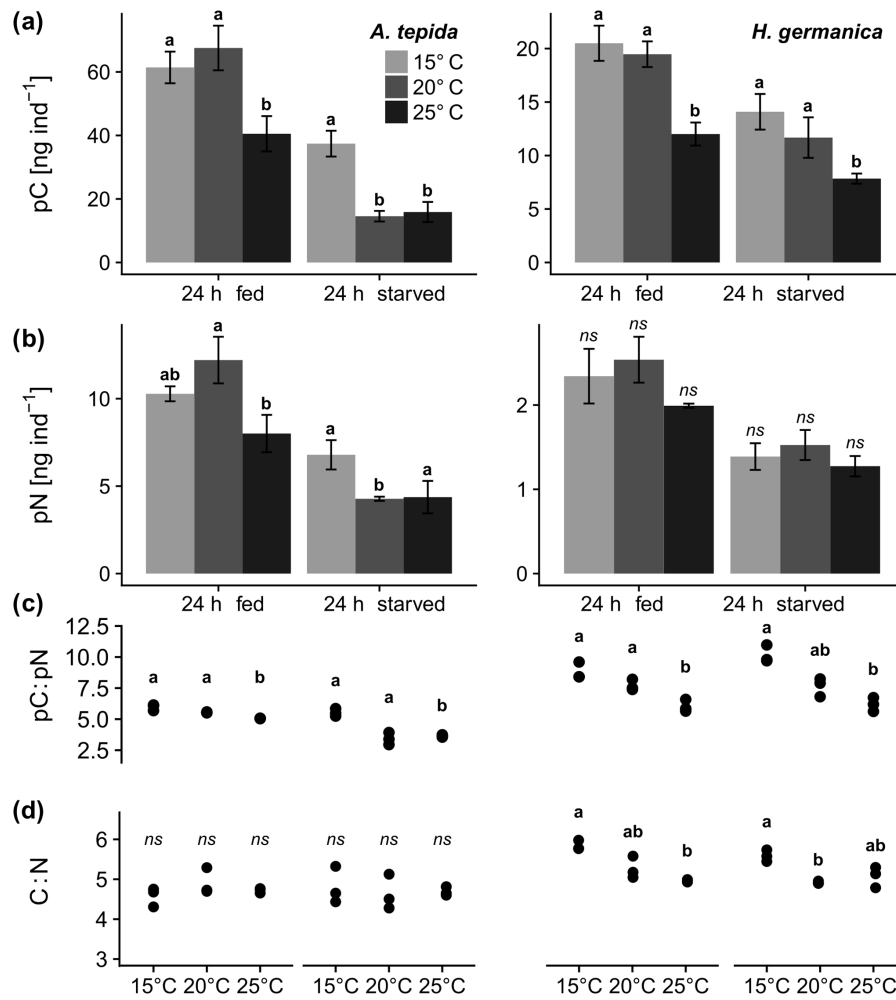 (a)
A. tepida
15° C
20° C
25° C
pC [ng ind⁻¹]
60
40
20
0
a a b a b b
24 h fed 24 h starved
H. germanica
20
15
10
5
0
a a b a a b
24 h fed 24 h starved
(b)
pN [ng ind⁻¹]
10
5
0
ab a b a b a
24 h fed 24 h starved
2
1
0
ns ns ns ns ns ns
24 h fed 24 h starved
(c)
pC:pN
12.5
10.0
7.5
5.0
2.5
a a b a a b
a a b a ab b
(d)
C:N
6
5
4
3
ns ns ns ns ns ns
a ab b a b ab
15°C 20°C 25°C 15°C 20°C 25°C 15°C 20°C 25°C 15°C 20°C 25°C